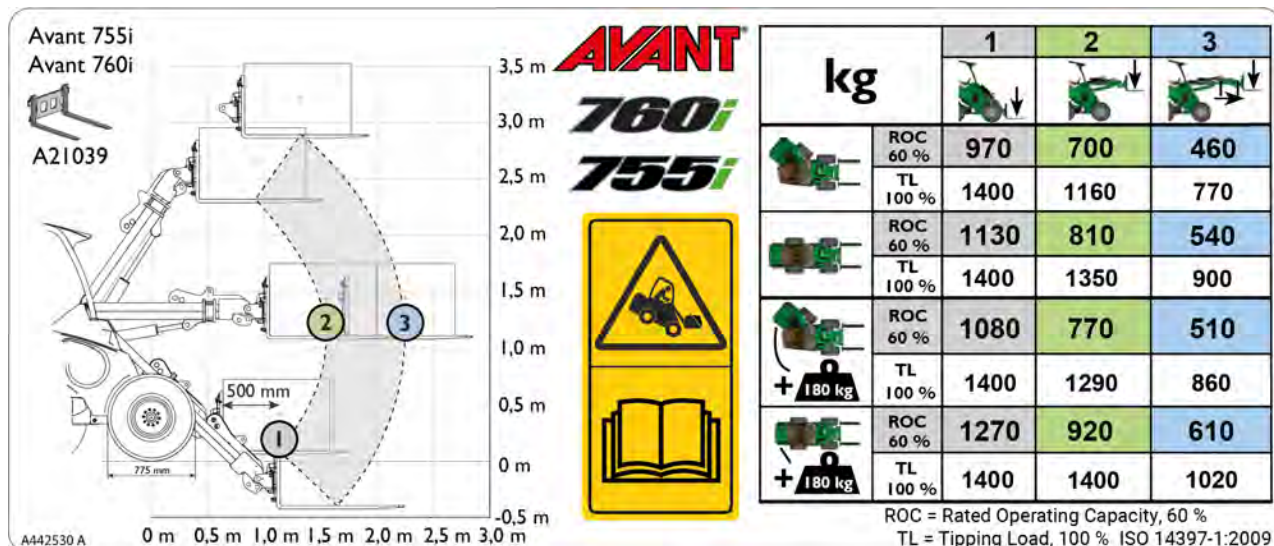 Avant 755i
Avant 760i
A21039
3,5 m
3,0 m
2,5 m
2,0 m
1,5 m
1,0 m
0,5 m
0 m
-0,5 m
2
3
500 mm
1
775 mm
A442530 A
0 m 0,5 m 1,0 m 1,5 m 2,0 m 2,5 m 3,0 m
AVANT®
760i
755i
kg 1 2 3
ROC 60 % 970 700 460
TL 100 % 1400 1160 770
ROC 60 % 1130 810 540
TL 100 % 1400 1350 900
ROC 60 % 1080 770 510
+ 180 kg TL 100 % 1400 1290 860
ROC 60 % 1270 920 610
+ 180 kg TL 100 % 1400 1400 1020
ROC = Rated Operating Capacity, 60 %
TL = Tipping Load, 100 % ISO 14397-1:2009